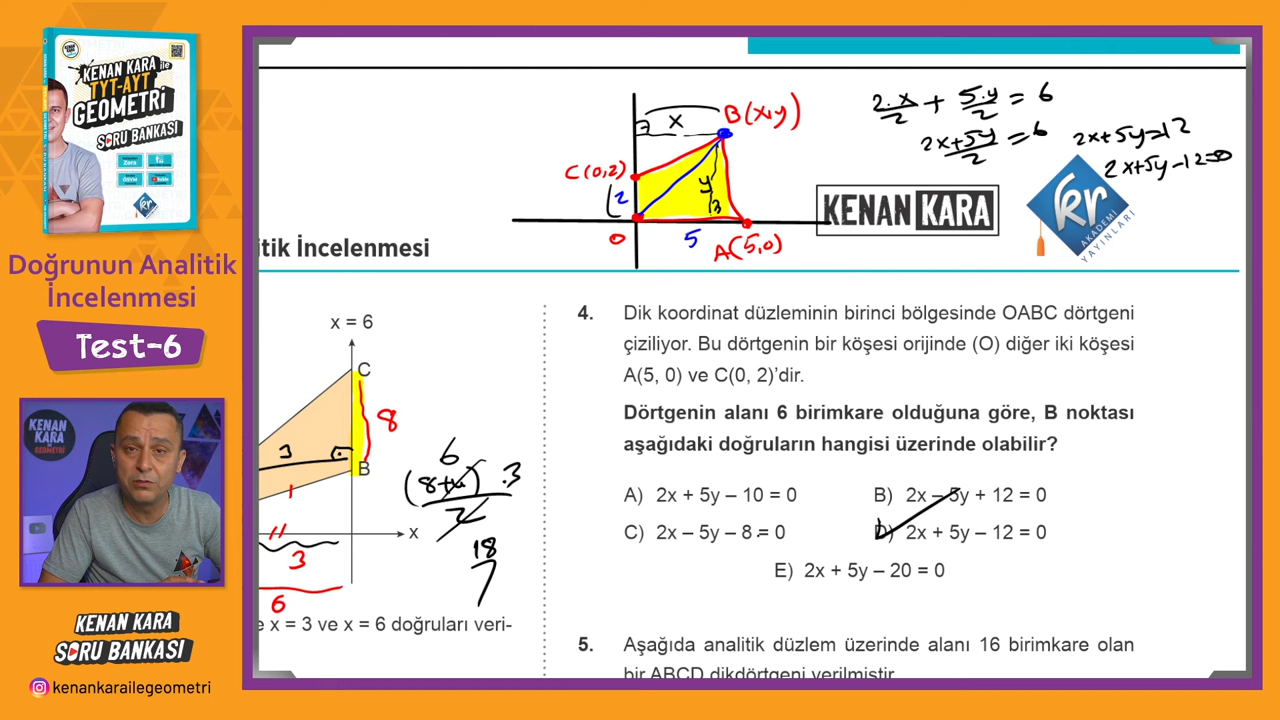 KENAN KARA ile
TYT-AYT
GEOMETRİ
SORU BANKASI
kr
Doğrunun Analitik
İncelenmesi
Test-6
KENAN
KARA
GEOMETRİ
KENAN KARA
SORU BANKASI
kenankarailegeometri
itik İncelenmesi
x
B(x,y)
C(0,2)
2
y
O
5
A(5,0)
2.x/2 + 5.y/2 = 6
2x+5y/2 = 6
2x+5y=12
2x+5y-12=0
KENAN KARA
kr
AKADEMİ
YAYINLARI
x = 6
C
8
3
B
x
3
6
6
(8+4) .3
2
18
e x = 3 ve x = 6 doğruları veri-
4. Dik koordinat düzleminin birinci bölgesinde OABC dörtgeni
çiziliyor. Bu dörtgenin bir köşesi orijinde (O) diğer iki köşesi
A(5, 0) ve C(0, 2)'dir.
Dörtgenin alanı 6 birimkare olduğuna göre, B noktası
aşağıdaki doğruların hangisi üzerinde olabilir?
A) 2x + 5y – 10 = 0 B) 2x – 5y + 12 = 0
C) 2x – 5y – 8 = 0 D) 2x + 5y – 12 = 0
E) 2x + 5y – 20 = 0
5. Aşağıda analitik düzlem üzerinde alanı 16 birimkare olan
bir ABCD dikdörtgeni verilmiştir.